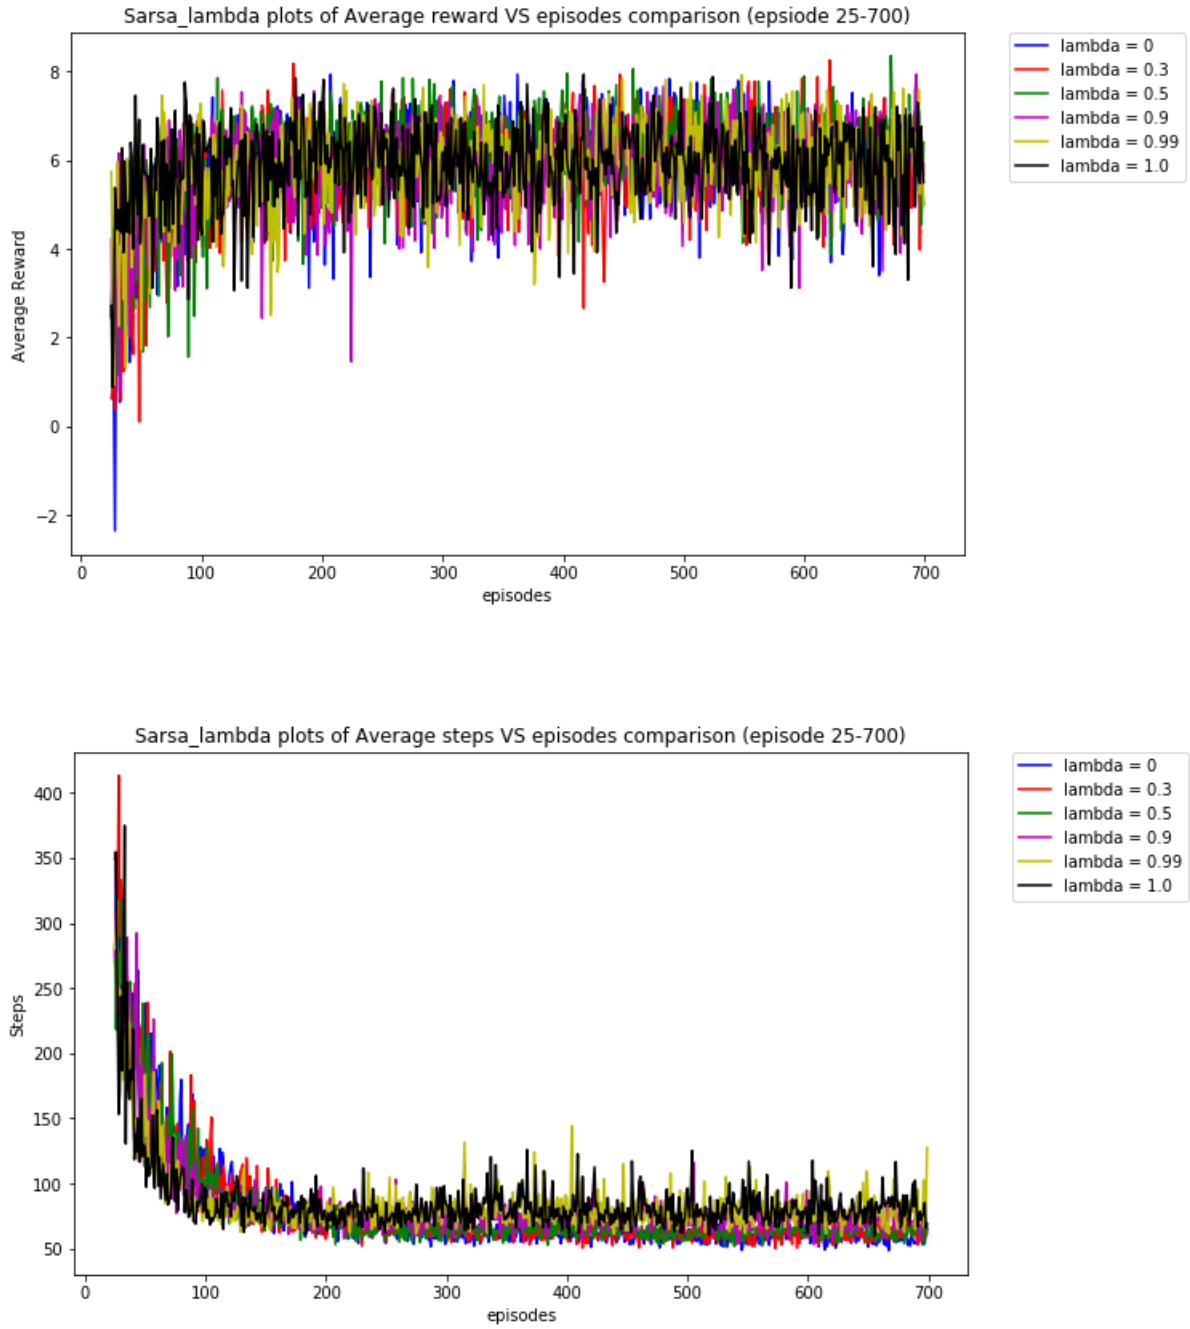 Sarsa_lambda plots of Average reward VS episodes comparison (epsiode 25-700)
lambda = 0
lambda = 0.3
lambda = 0.5
lambda = 0.9
lambda = 0.99
lambda = 1.0
Average Reward
8
6
4
2
0
−2
0 100 200 300 400 500 600 700
episodes
Sarsa_lambda plots of Average steps VS episodes comparison (episode 25-700)
lambda = 0
lambda = 0.3
lambda = 0.5
lambda = 0.9
lambda = 0.99
lambda = 1.0
Steps
400
350
300
250
200
150
100
50
0 100 200 300 400 500 600 700
episodes